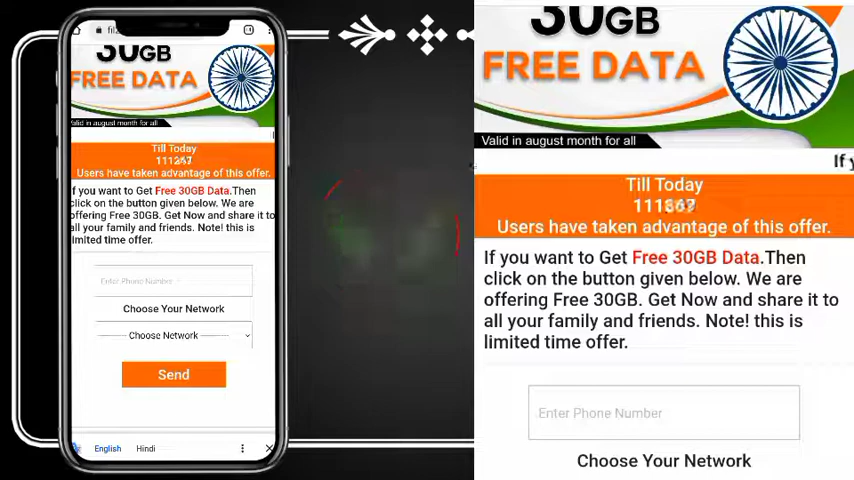 30GB
FREE DATA
Valid in august month for all
Till Today
Users have taken advantage of this offer.
If you want to Get Free 30GB Data.Then
click on the button given below. We are
offering Free 30GB. Get Now and share it to
all your family and friends. Note! this is
limited time offer.
Enter Phone Number
Choose Your Network
Choose Network
Send
English Hindi
30GB
FREE DATA
Valid in august month for all
If y
Till Today
Users have taken advantage of this offer.
If you want to Get Free 30GB Data.Then
click on the button given below. We are
offering Free 30GB. Get Now and share it to
all your family and friends. Note! this is
limited time offer.
Enter Phone Number
Choose Your Network